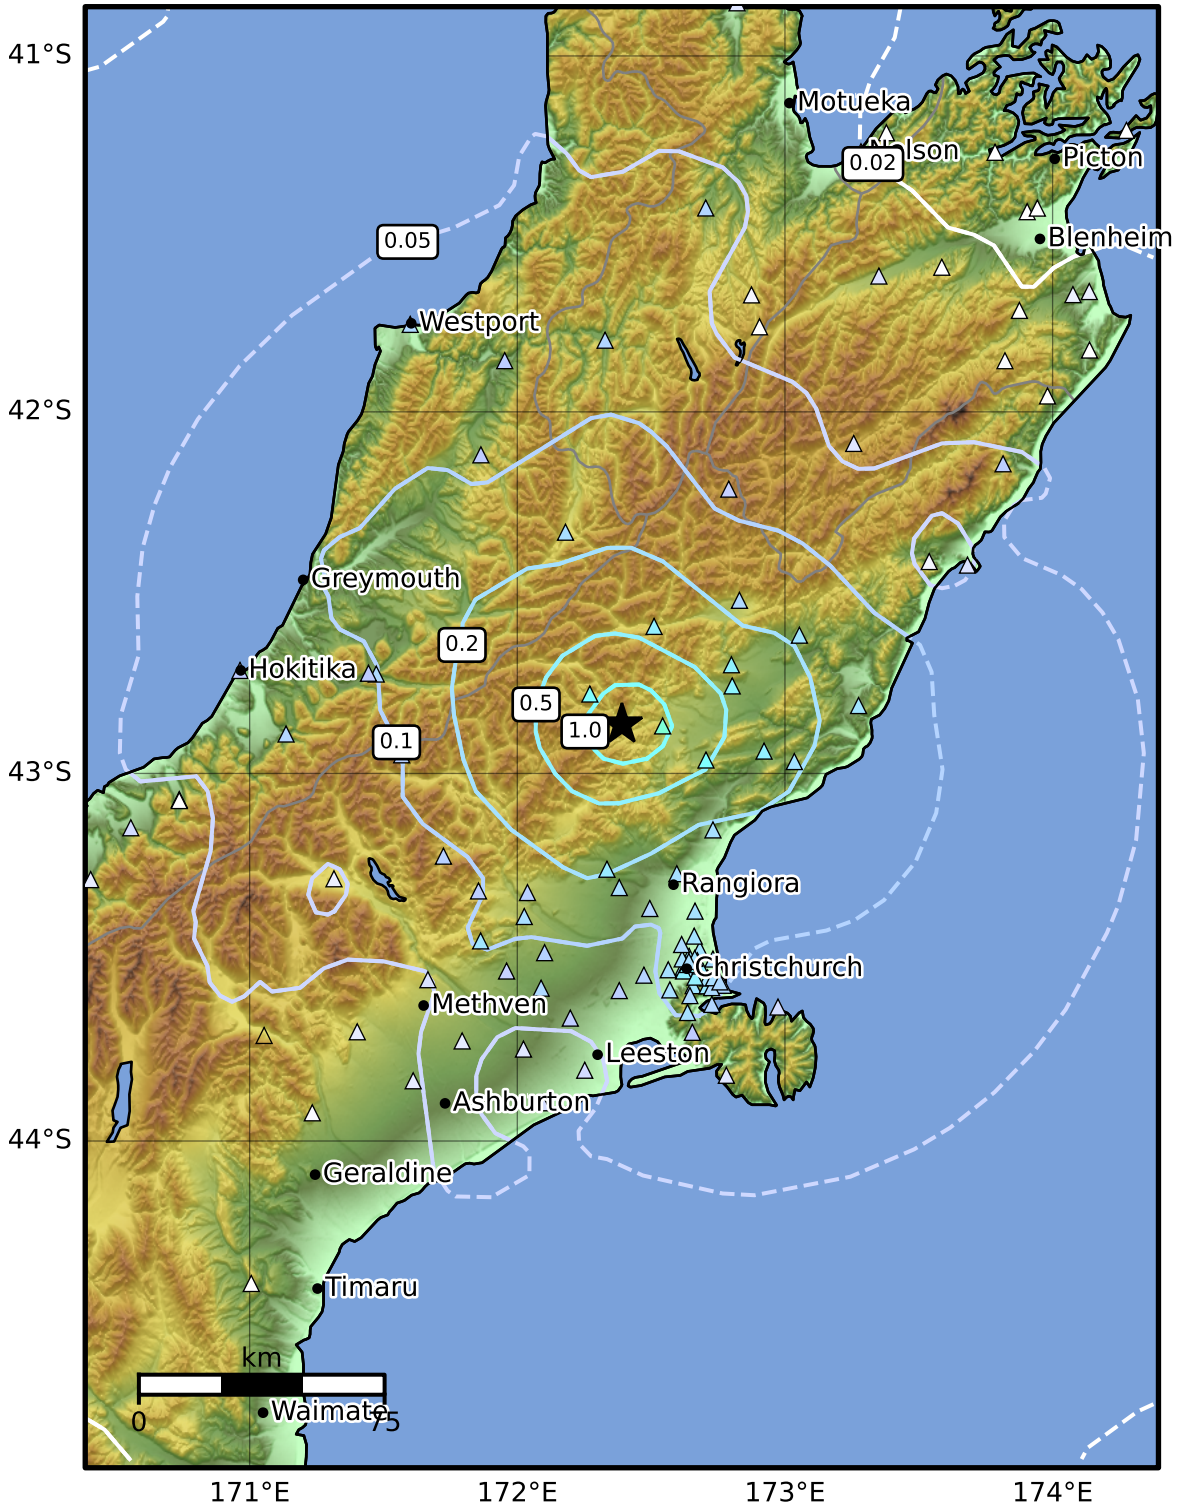 41°S
Motueka
Nelson
0.02
Picton
0.05
Blenheim
Westport
42°S
Greymouth
0.2
Hokitika
0.5
1.0
0.1
43°S
Rangiora
Christchurch
Methven
Leeston
Ashburton
44°S
Geraldine
Timaru
km
0 75
Waimate
171°E 172°E 173°E 174°E